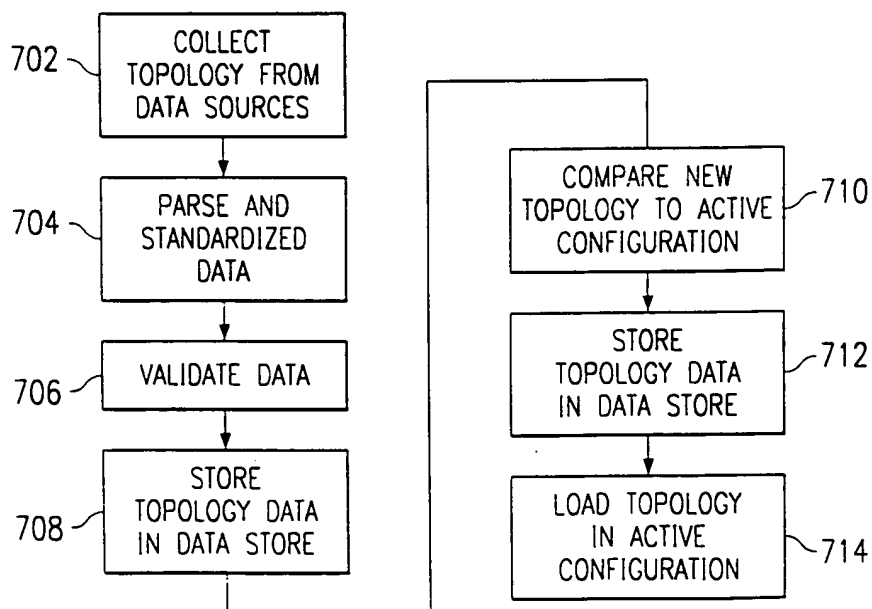 702
COLLECT
TOPOLOGY FROM
DATA SOURCES
704
PARSE AND
STANDARDIZED
DATA
706
VALIDATE DATA
708
STORE
TOPOLOGY DATA
IN DATA STORE
COMPARE NEW
TOPOLOGY TO ACTIVE
CONFIGURATION
710
STORE
TOPOLOGY DATA
IN DATA STORE
712
LOAD TOPOLOGY
IN ACTIVE
CONFIGURATION
714